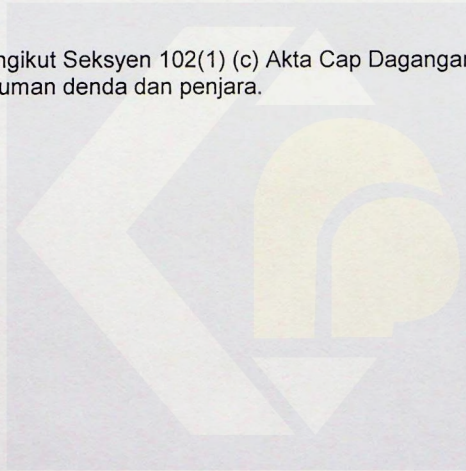 ngikut Seksyen 102(1) (c) Akta Cap Dagangan
uman denda dan penjara.